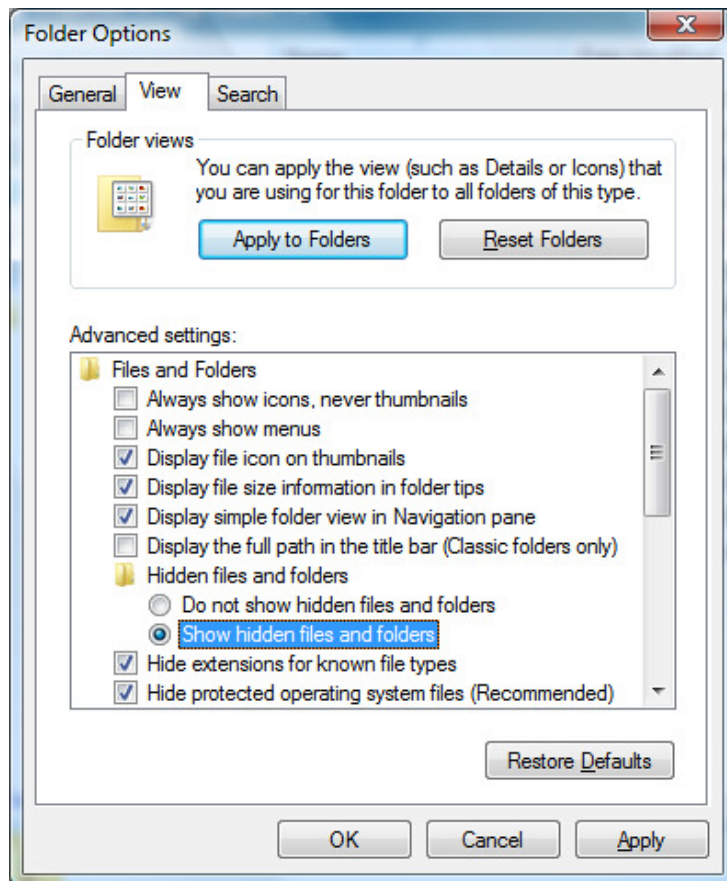 Folder Options
General View Search
Folder views
You can apply the view (such as Details or Icons) that
you are using for this folder to all folders of this type.
Apply to Folders Reset Folders
Advanced settings:
Files and Folders
Always show icons, never thumbnails
Always show menus
Display file icon on thumbnails
Display file size information in folder tips
Display simple folder view in Navigation pane
Display the full path in the title bar (Classic folders only)
Hidden files and folders
Do not show hidden files and folders
Show hidden files and folders
Hide extensions for known file types
Hide protected operating system files (Recommended)
Restore Defaults
OK Cancel Apply